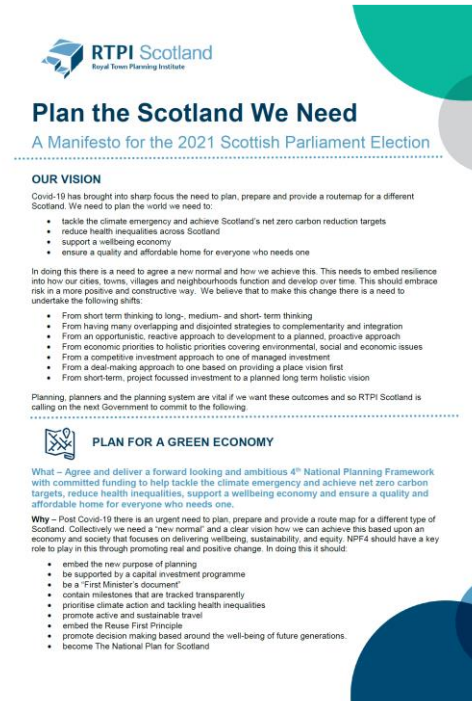 RTPI Scotland
Royal Town Planning Institute
Plan the Scotland We Need
A Manifesto for the 2021 Scottish Parliament Election
OUR VISION
Covid-19 has brought into sharp focus the need to plan, prepare and provide a routemap for a different
Scotland. We need to plan the world we need to:
• tackle the climate emergency and achieve Scotland's net zero carbon reduction targets
• reduce health inequalities across Scotland
• support a wellbeing economy
• ensure a quality and affordable home for everyone who needs one
In doing this there is a need to agree a new normal and how we achieve this. This needs to embed resilience
into how our cities, towns, villages and neighbourhoods function and develop over time. This should embrace
risk in a more positive and constructive way. We believe that to make this change there is a need to
undertake the following shifts:
• From short term thinking to long-, medium- and short- term thinking
• From having many overlapping and disjointed strategies to complementarity and integration
• From an opportunistic, reactive approach to development to a planned, proactive approach
• From economic priorities to holistic priorities covering environmental, social and economic issues
• From a competitive investment approach to one of managed investment
• From a deal-making approach to one based on providing a place vision first
• From short-term, project focussed investment to a planned long term holistic vision
Planning, planners and the planning system are vital if we want these outcomes and so RTPI Scotland is
calling on the next Government to commit to the following.
PLAN FOR A GREEN ECONOMY
What – Agree and deliver a forward looking and ambitious 4th National Planning Framework
with committed funding to help tackle the climate emergency and achieve net zero carbon
targets, reduce health inequalities, support a wellbeing economy and ensure a quality and
affordable home for everyone who needs one.
Why – Post Covid-19 there is an urgent need to plan, prepare and provide a route map for a different type of
Scotland. Collectively we need a "new normal" and a clear vision how we can achieve this based upon an
economy and society that focuses on delivering wellbeing, sustainability, and equity. NPF4 should have a key
role to play in this through promoting real and positive change. In doing this it should:
• embed the new purpose of planning
• be supported by a capital investment programme
• be a "First Minister's document"
• contain milestones that are tracked transparently
• prioritise climate action and tackling health inequalities
• promote active and sustainable travel
• embed the Reuse First Principle
• promote decision making based around the well-being of future generations.
• become The National Plan for Scotland